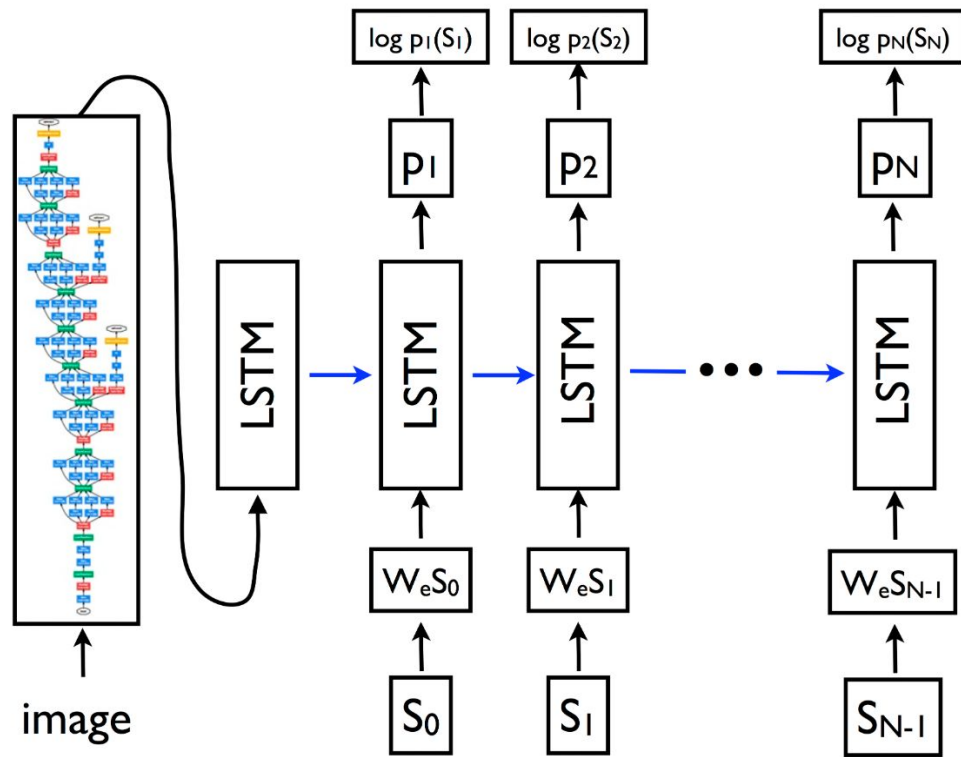 log p₁(S₁) log p₂(S₂) log pN(SN)
p₁ p₂ pN
LSTM LSTM LSTM LSTM
WₑS₀ WₑS₁ WₑSN-1
S₀ S₁ SN-1
image